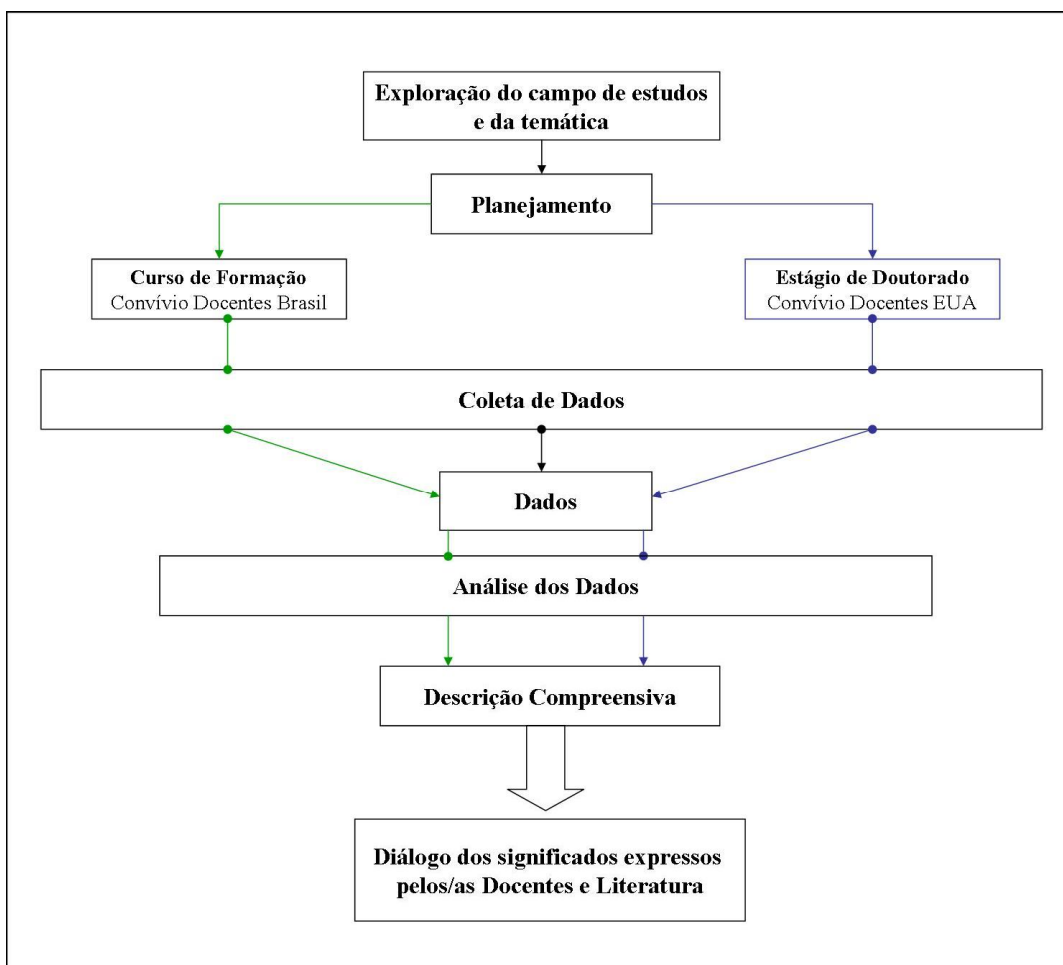 Exploração do campo de estudos
e da temática
Planejamento
Curso de Formação
Convívio Docentes Brasil
Estágio de Doutorado
Convívio Docentes EUA
Coleta de Dados
Dados
Análise dos Dados
Descrição Compreensiva
Diálogo dos significados expressos
pelos/as Docentes e Literatura